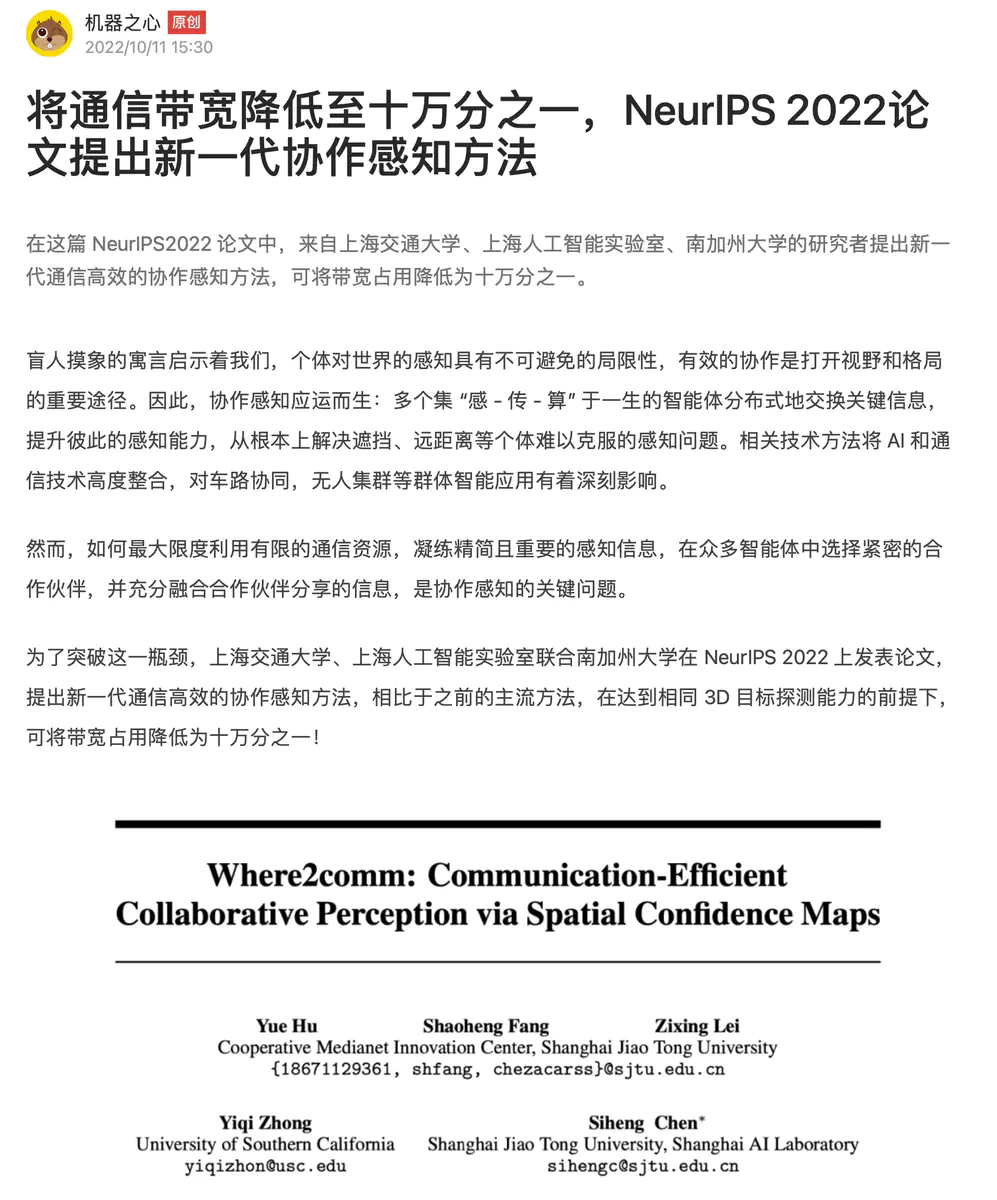 机器之心 原创
2022/10/11 15:30
将通信带宽降低至十万分之一，NeurIPS 2022论
文提出新一代协作感知方法
在这篇 NeurIPS2022 论文中，来自上海交通大学、上海人工智能实验室、南加州大学的研究者提出新一
代通信高效的协作感知方法，可将带宽占用降低为十万分之一。
盲人摸象的寓言启示着我们，个体对世界的感知具有不可避免的局限性，有效的协作是打开视野和格局
的重要途径。因此，协作感知应运而生：多个集 “感 - 传 - 算” 于一生的智能体分布式地交换关键信息，
提升彼此的感知能力，从根本上解决遮挡、远距离等个体难以克服的感知问题。相关技术方法将 AI 和通
信技术高度整合，对车路协同，无人集群等群体智能应用有着深刻影响。
然而，如何最大限度利用有限的通信资源，凝练精简且重要的感知信息，在众多智能体中选择紧密的合
作伙伴，并充分融合合作伙伴分享的信息，是协作感知的关键问题。
为了突破这一瓶颈，上海交通大学、上海人工智能实验室联合南加州大学在 NeurIPS 2022 上发表论文，
提出新一代通信高效的协作感知方法，相比于之前的主流方法，在达到相同 3D 目标探测能力的前提下，
可将带宽占用降低为十万分之一！
Where2comm: Communication-Efficient
Collaborative Perception via Spatial Confidence Maps
Yue Hu Shaoheng Fang Zixing Lei
Cooperative Medianet Innovation Center, Shanghai Jiao Tong University
{18671129361, shfang, chezacarss}@sjtu.edu.cn
Yiqi Zhong Siheng Chen*
University of Southern California Shanghai Jiao Tong University, Shanghai AI Laboratory
yiqizhon@usc.edu sihengc@sjtu.edu.cn